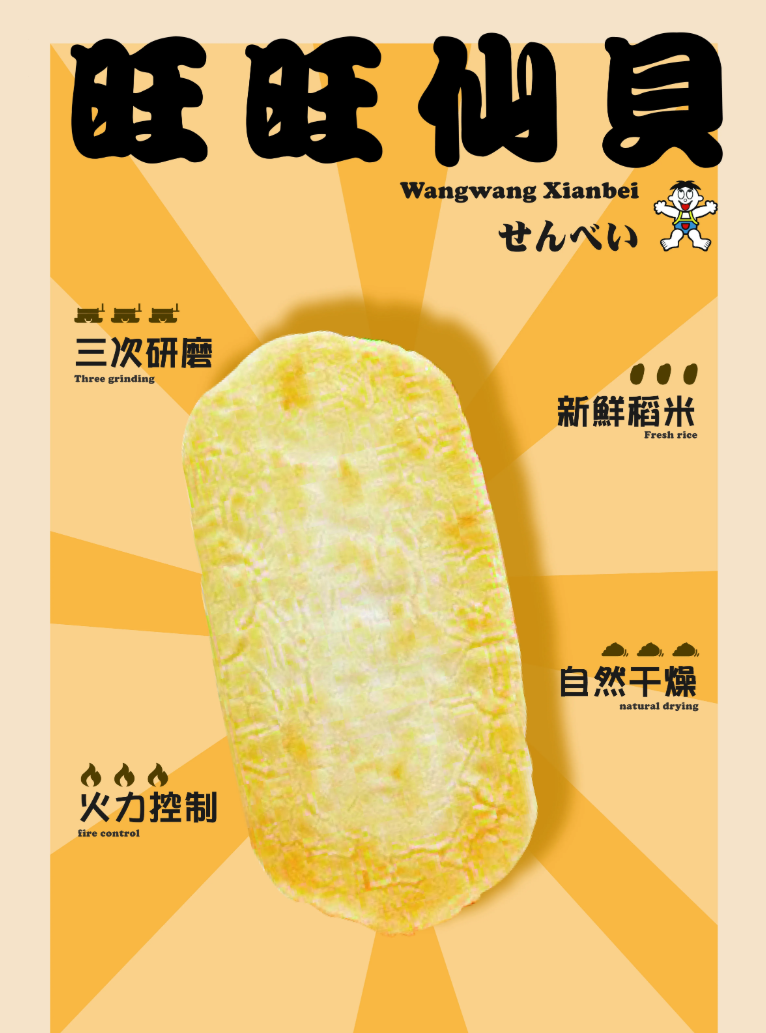 旺旺仙貝
Wangwang Xianbei
せんべい
三次研磨
Three grinding
新鮮稻米
Fresh rice
自然干燥
natural drying
火力控制
fire control